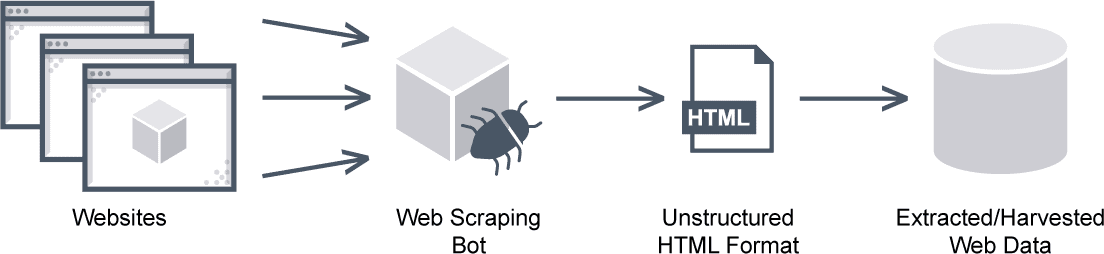 HTML
Websites
Web Scraping
Bot
Unstructured
HTML Format
Extracted/Harvested
Web Data